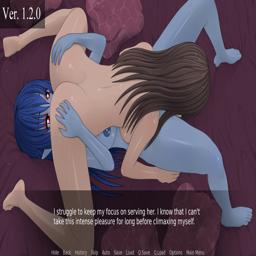 Ver. 1.2.0
I struggle to keep my focus on serving her. I know that I can't
take this intense pleasure for long before climaxing myself.
Hide Back History Skip Auto Save Load Q.Save Q.Load Options Main Menu